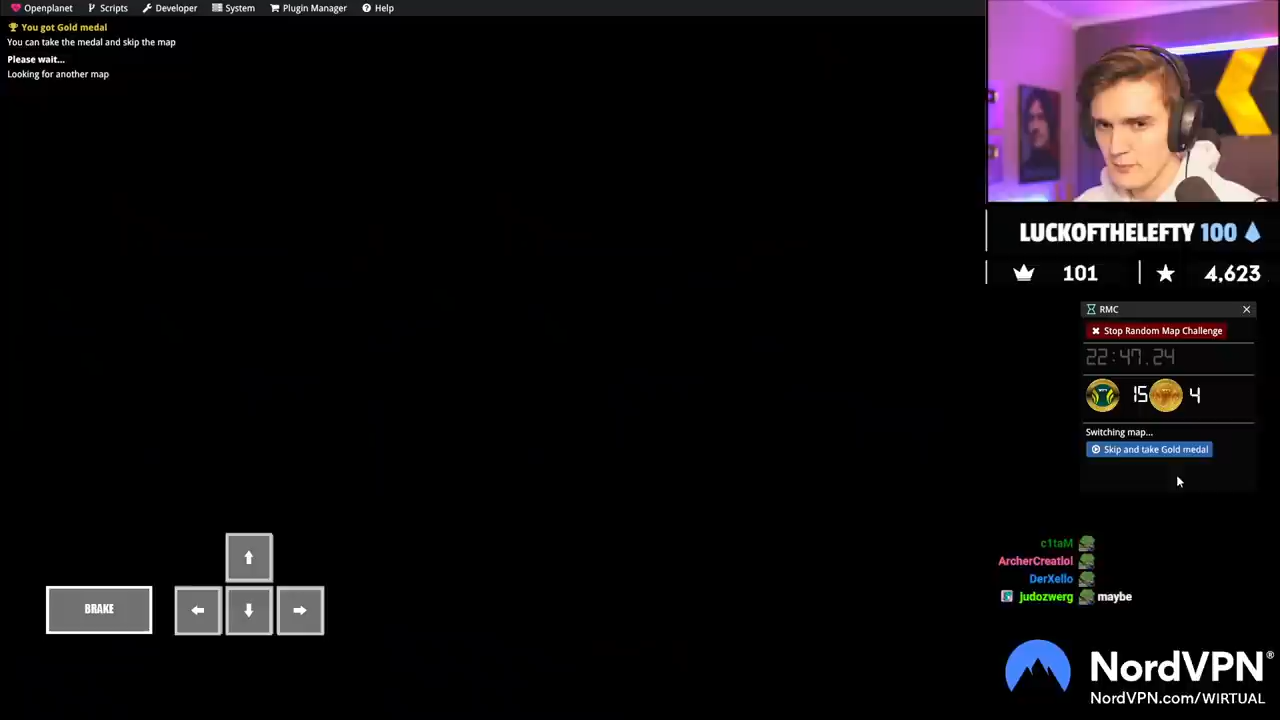 Openplanet Scripts Developer System Plugin Manager Help
You got Gold medal
You can take the medal and skip the map
Please wait...
Looking for another map
LUCKOFTHELEFTY 100
101 4,623
RMC
Stop Random Map Challenge
22:47.24
15 4
Switching map...
Skip and take Gold medal
BRAKE
c1taM
ArcherCreatlol
DerXello
judozwerg maybe
NordVPN®
NordVPN.com/WIRTUAL